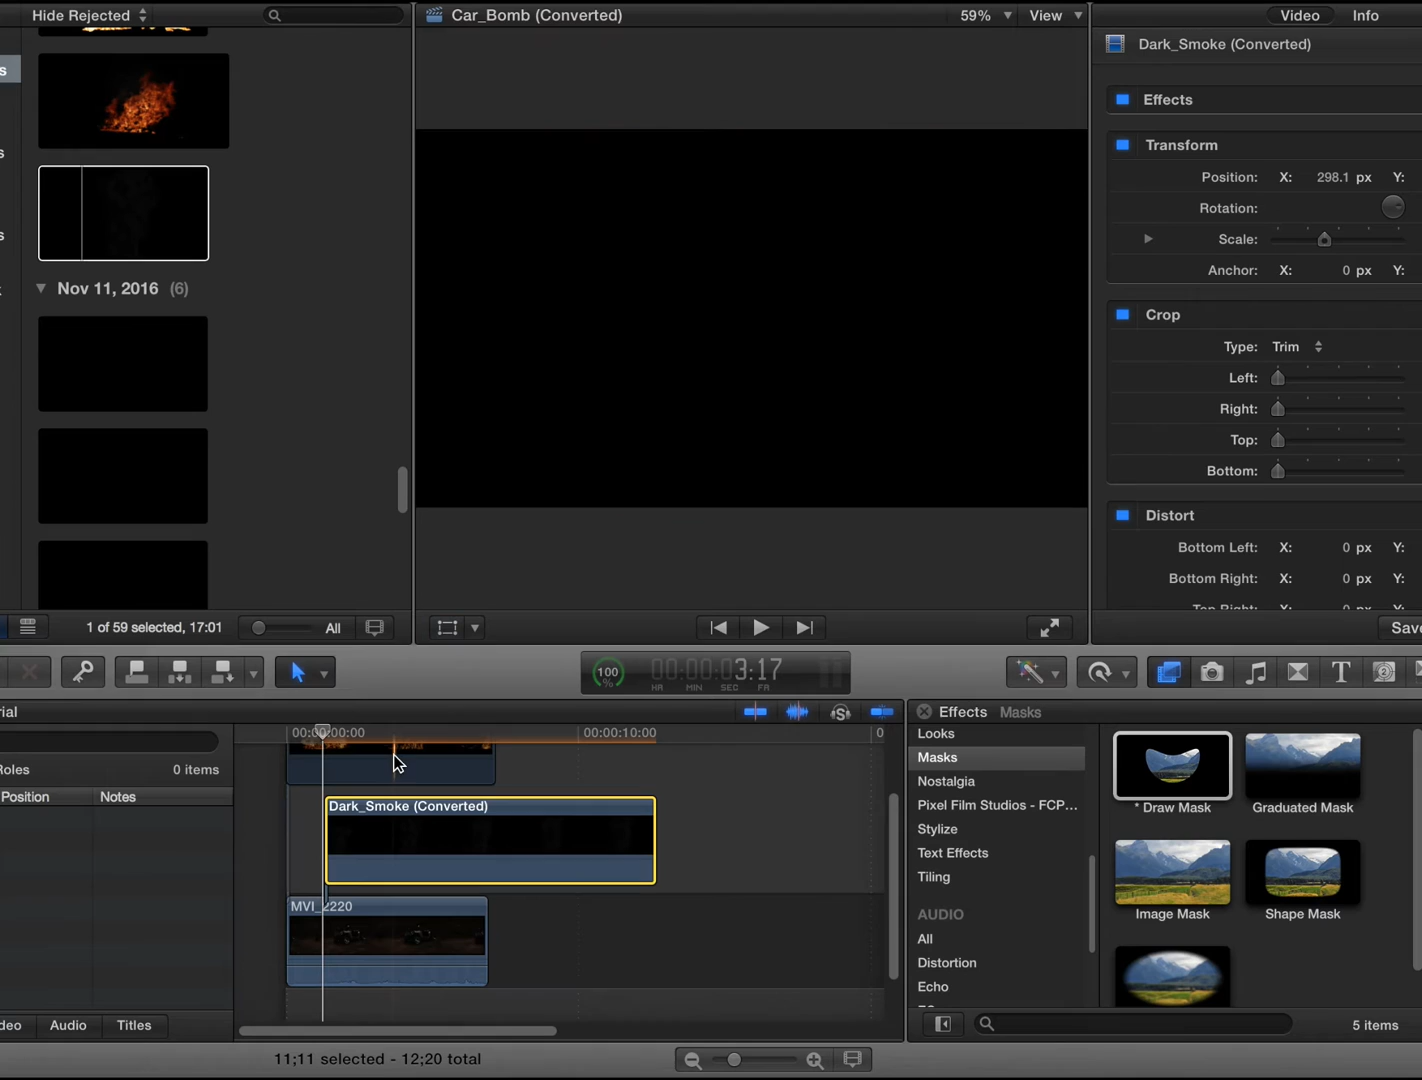 Hide Rejected
Car_Bomb (Converted)
59%
View
Video
Info
s
Dark_Smoke (Converted)
Effects
Transform
s
Position: X: 298.1 px Y:
Rotation:
s
Scale:
Anchor: X: 0 px Y:
Nov 11, 2016 (6)
Crop
Type: Trim
Left:
Right:
Top:
Bottom:
Distort
Bottom Left: X: 0 px Y:
Bottom Right: X: 0 px Y:
1 of 59 selected, 17:01
All
100
%
00:00:03:17
HR MIN SEC FR
T
rial
Effects Masks
00:00:00:00
00:00:10:00
0
Roles
0 items
Position
Notes
Dark_Smoke (Converted)
MVI_2220
Looks
Masks
Nostalgia
Pixel Film Studios - FCP...
Stylize
Text Effects
Tiling
AUDIO
All
Distortion
Echo
* Draw Mask
Graduated Mask
Image Mask
Shape Mask
deo
Audio
Titles
5 items
11;11 selected - 12;20 total